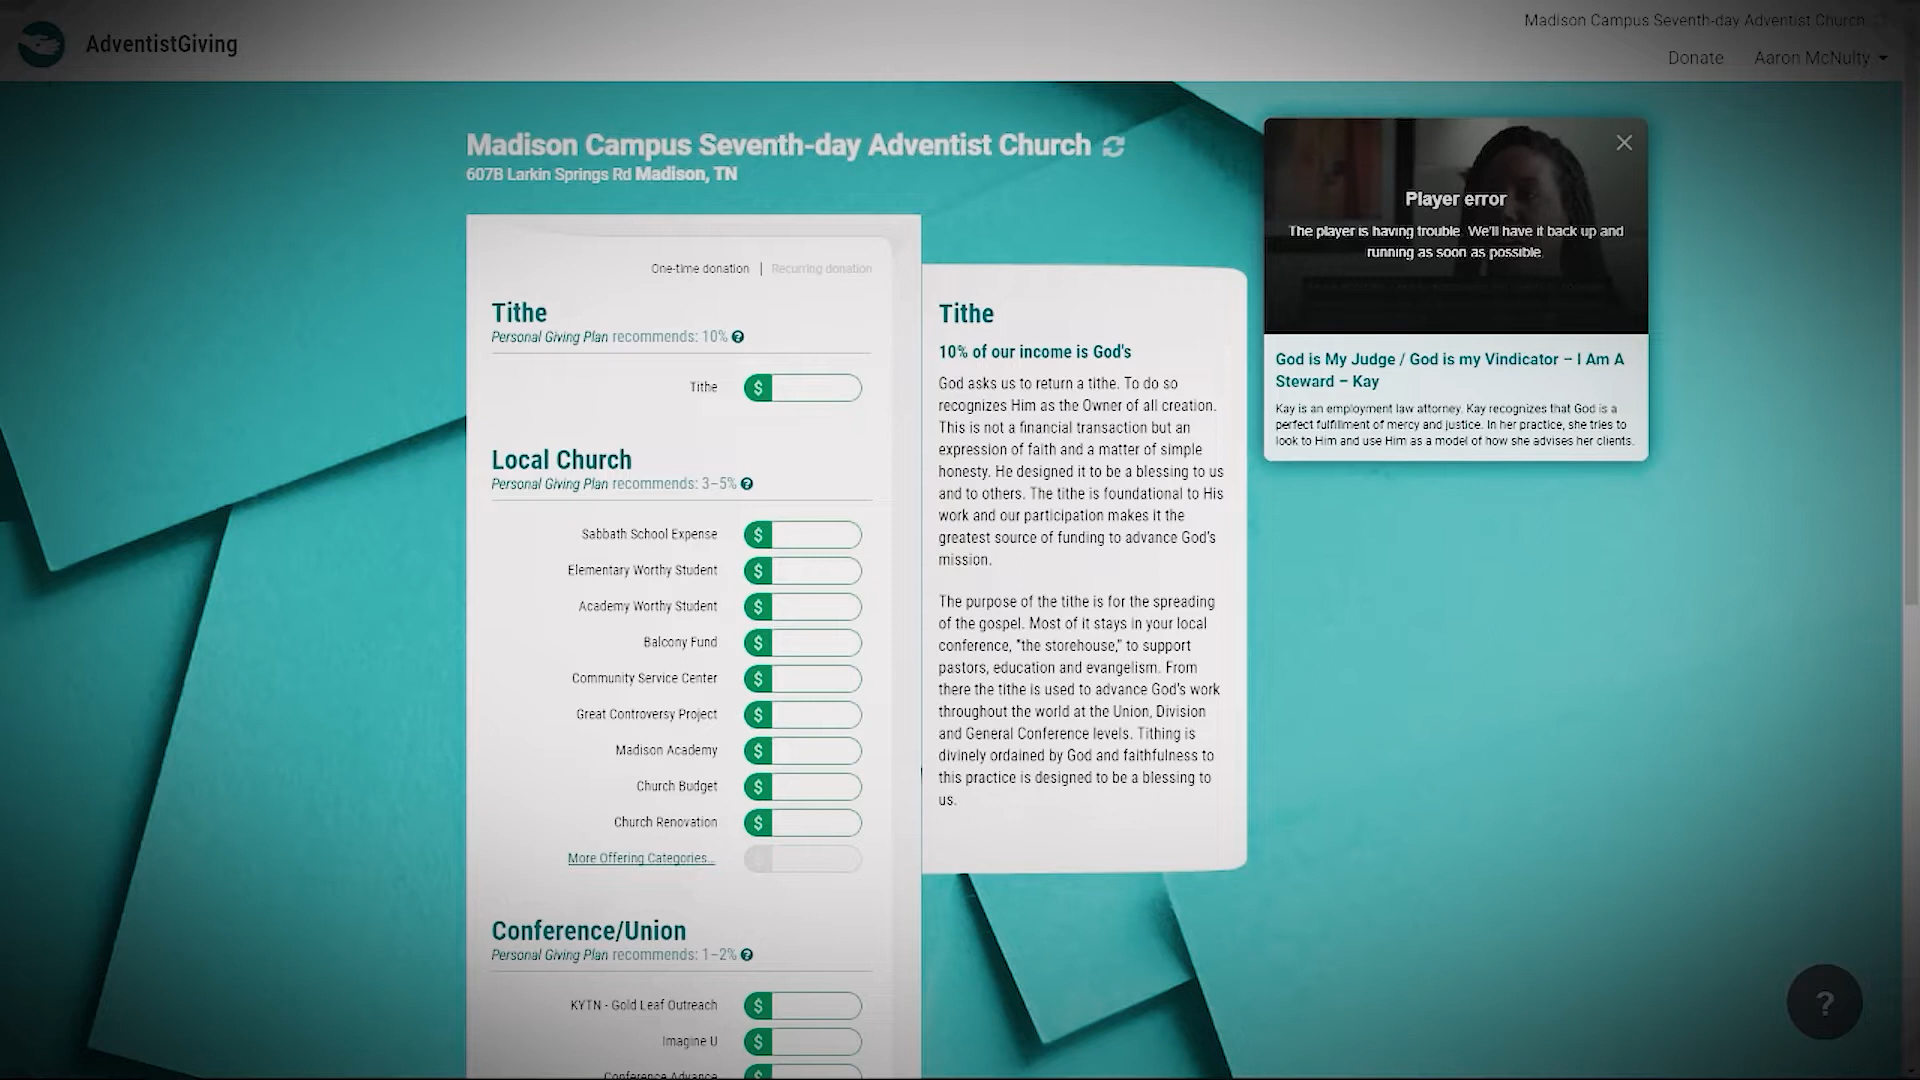 Madison Campus Seventh-day Adventist Church
AdventistGiving
Donate
Aaron McNulty
Madison Campus Seventh-day Adventist Church
607B Larkin Springs Rd Madison, TN
One-time donation | Recurring donation
Tithe
Personal Giving Plan recommends: 10% ?
Tithe $
Local Church
Personal Giving Plan recommends: 3–5% ?
Sabbath School Expense $
Elementary Worthy Student $
Academy Worthy Student $
Balcony Fund $
Community Service Center $
Great Controversy Project $
Madison Academy $
Church Budget $
Church Renovation $
More Offering Categories...
Conference/Union
Personal Giving Plan recommends: 1–2% ?
KYTN - Gold Leaf Outreach $
Imagine U $
Conference Advance $
Tithe
10% of our income is God's
God asks us to return a tithe. To do so
recognizes Him as the Owner of all creation.
This is not a financial transaction but an
expression of faith and a matter of simple
honesty. He designed it to be a blessing to us
and to others. The tithe is foundational to His
work and our participation makes it the
greatest source of funding to advance God's
mission.
The purpose of the tithe is for the spreading
of the gospel. Most of it stays in your local
conference, "the storehouse," to support
pastors, education and evangelism. From
there the tithe is used to advance God's work
throughout the world at the Union, Division
and General Conference levels. Tithing is
divinely ordained by God and faithfulness to
this practice is designed to be a blessing to
us.
Player error
The player is having trouble. We'll have it back up and
running as soon as possible.
God is My Judge / God is my Vindicator – I Am A
Steward – Kay
Kay is an employment law attorney. Kay recognizes that God is a
perfect fulfillment of mercy and justice. In her practice, she tries to
look to Him and use Him as a model of how she advises her clients.
?